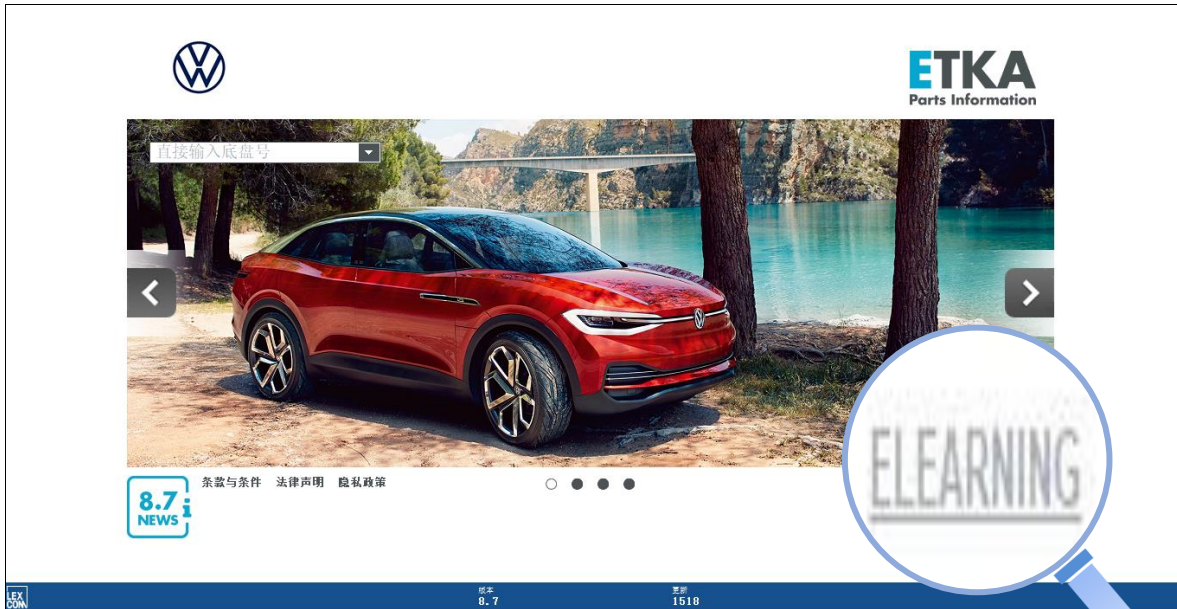 ETKA
Parts Information
直接输入底盘号
ELEARNING
条款与条件 法律声明 隐私政策
8.7 i
NEWS
LEX
COM
版本
8.7
更新
1518